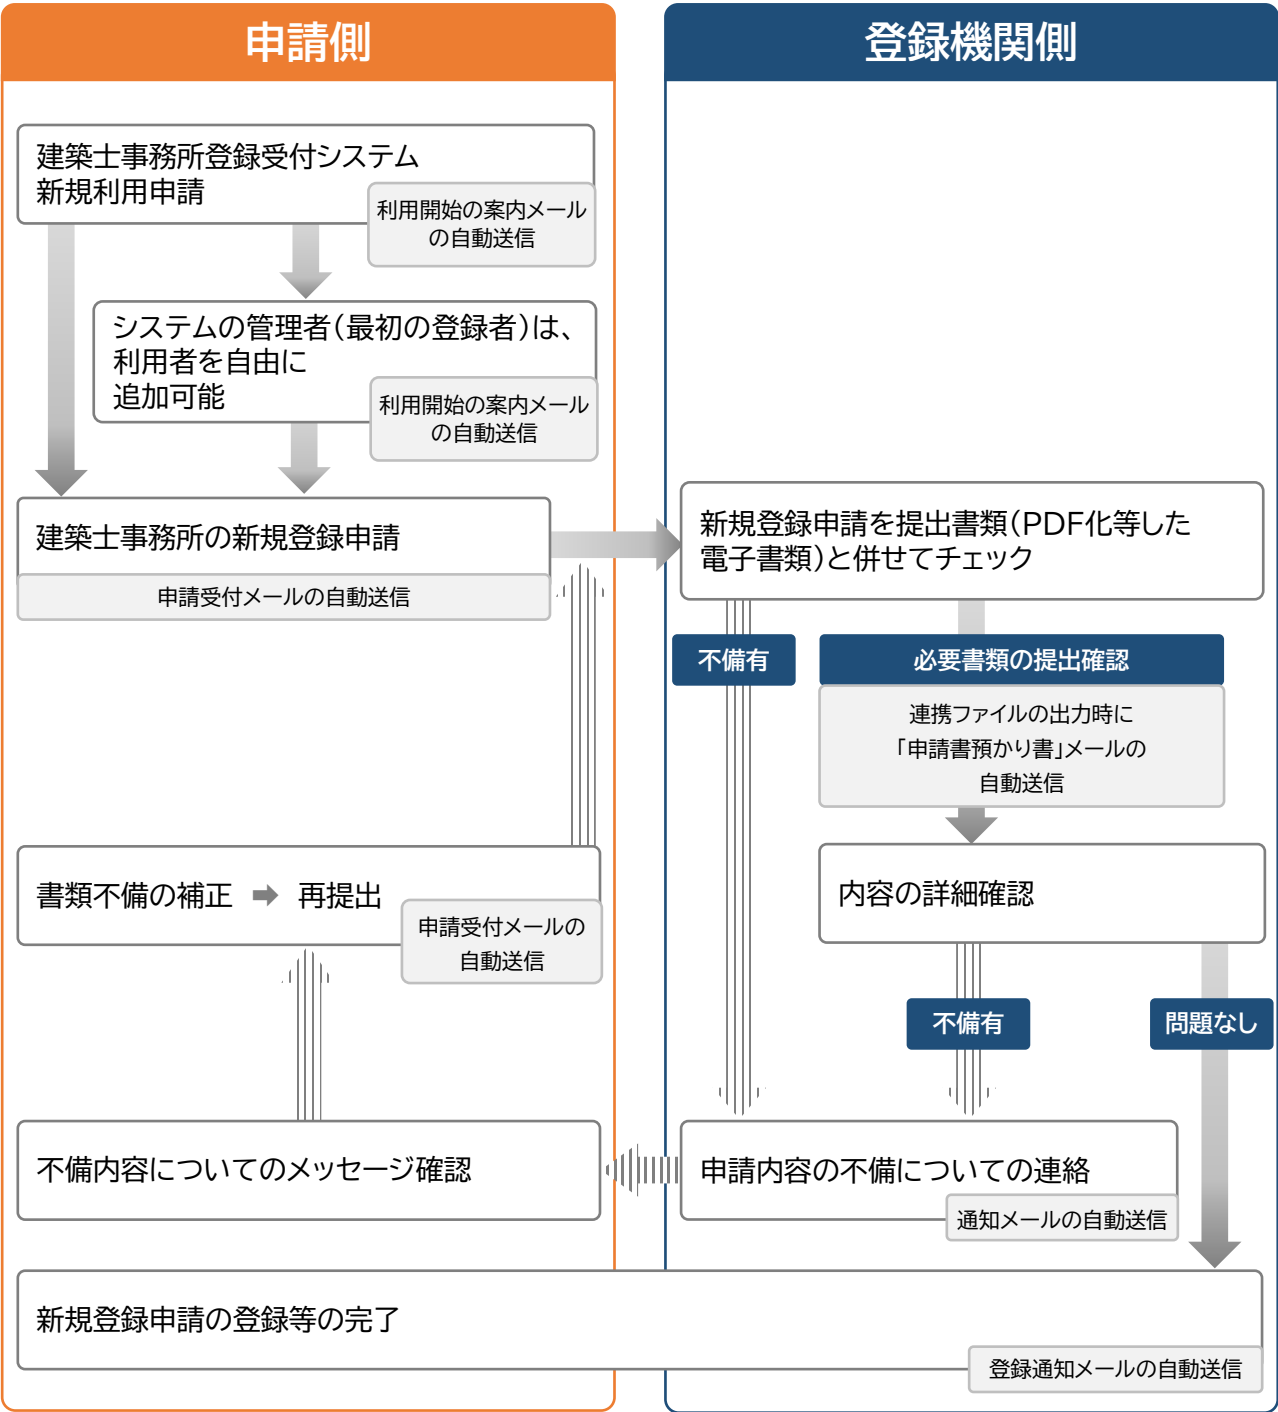 申請側
登録機関側
建築士事務所登録受付システム
新規利用申請
利用開始の案内メール
の自動送信
システムの管理者（最初の登録者）は、
利用者を自由に
追加可能
利用開始の案内メール
の自動送信
建築士事務所の新規登録申請
申請受付メールの自動送信
新規登録申請を提出書類（PDF化等した
電子書類）と併せてチェック
不備有
必要書類の提出確認
連携ファイルの出力時に
「申請書預かり書」メールの
自動送信
書類不備の補正 ➡ 再提出
申請受付メールの
自動送信
内容の詳細確認
不備有
問題なし
不備内容についてのメッセージ確認
申請内容の不備についての連絡
通知メールの自動送信
新規登録申請の登録等の完了
登録通知メールの自動送信